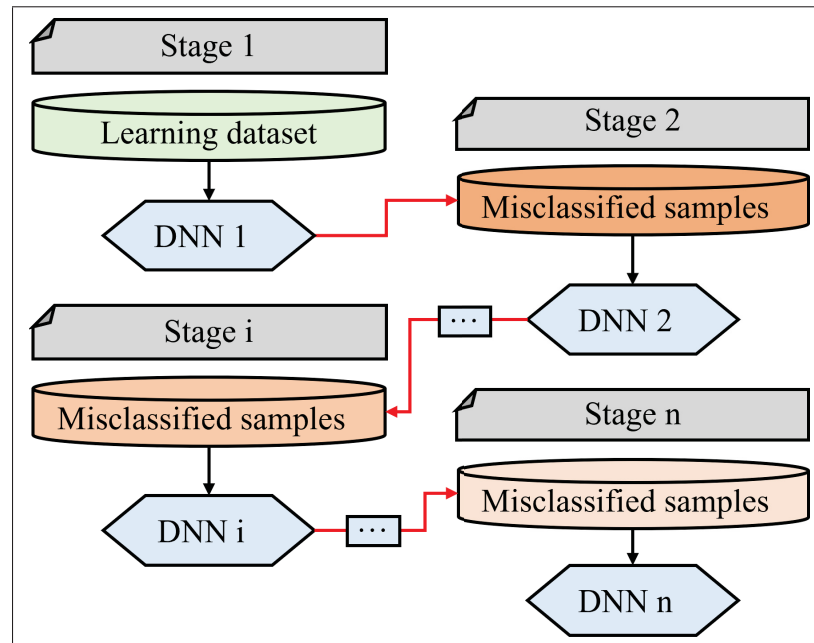 Stage 1
Learning dataset
DNN 1
Stage 2
Misclassified samples
DNN 2
...
Stage i
Misclassified samples
DNN i
...
Stage n
Misclassified samples
DNN n